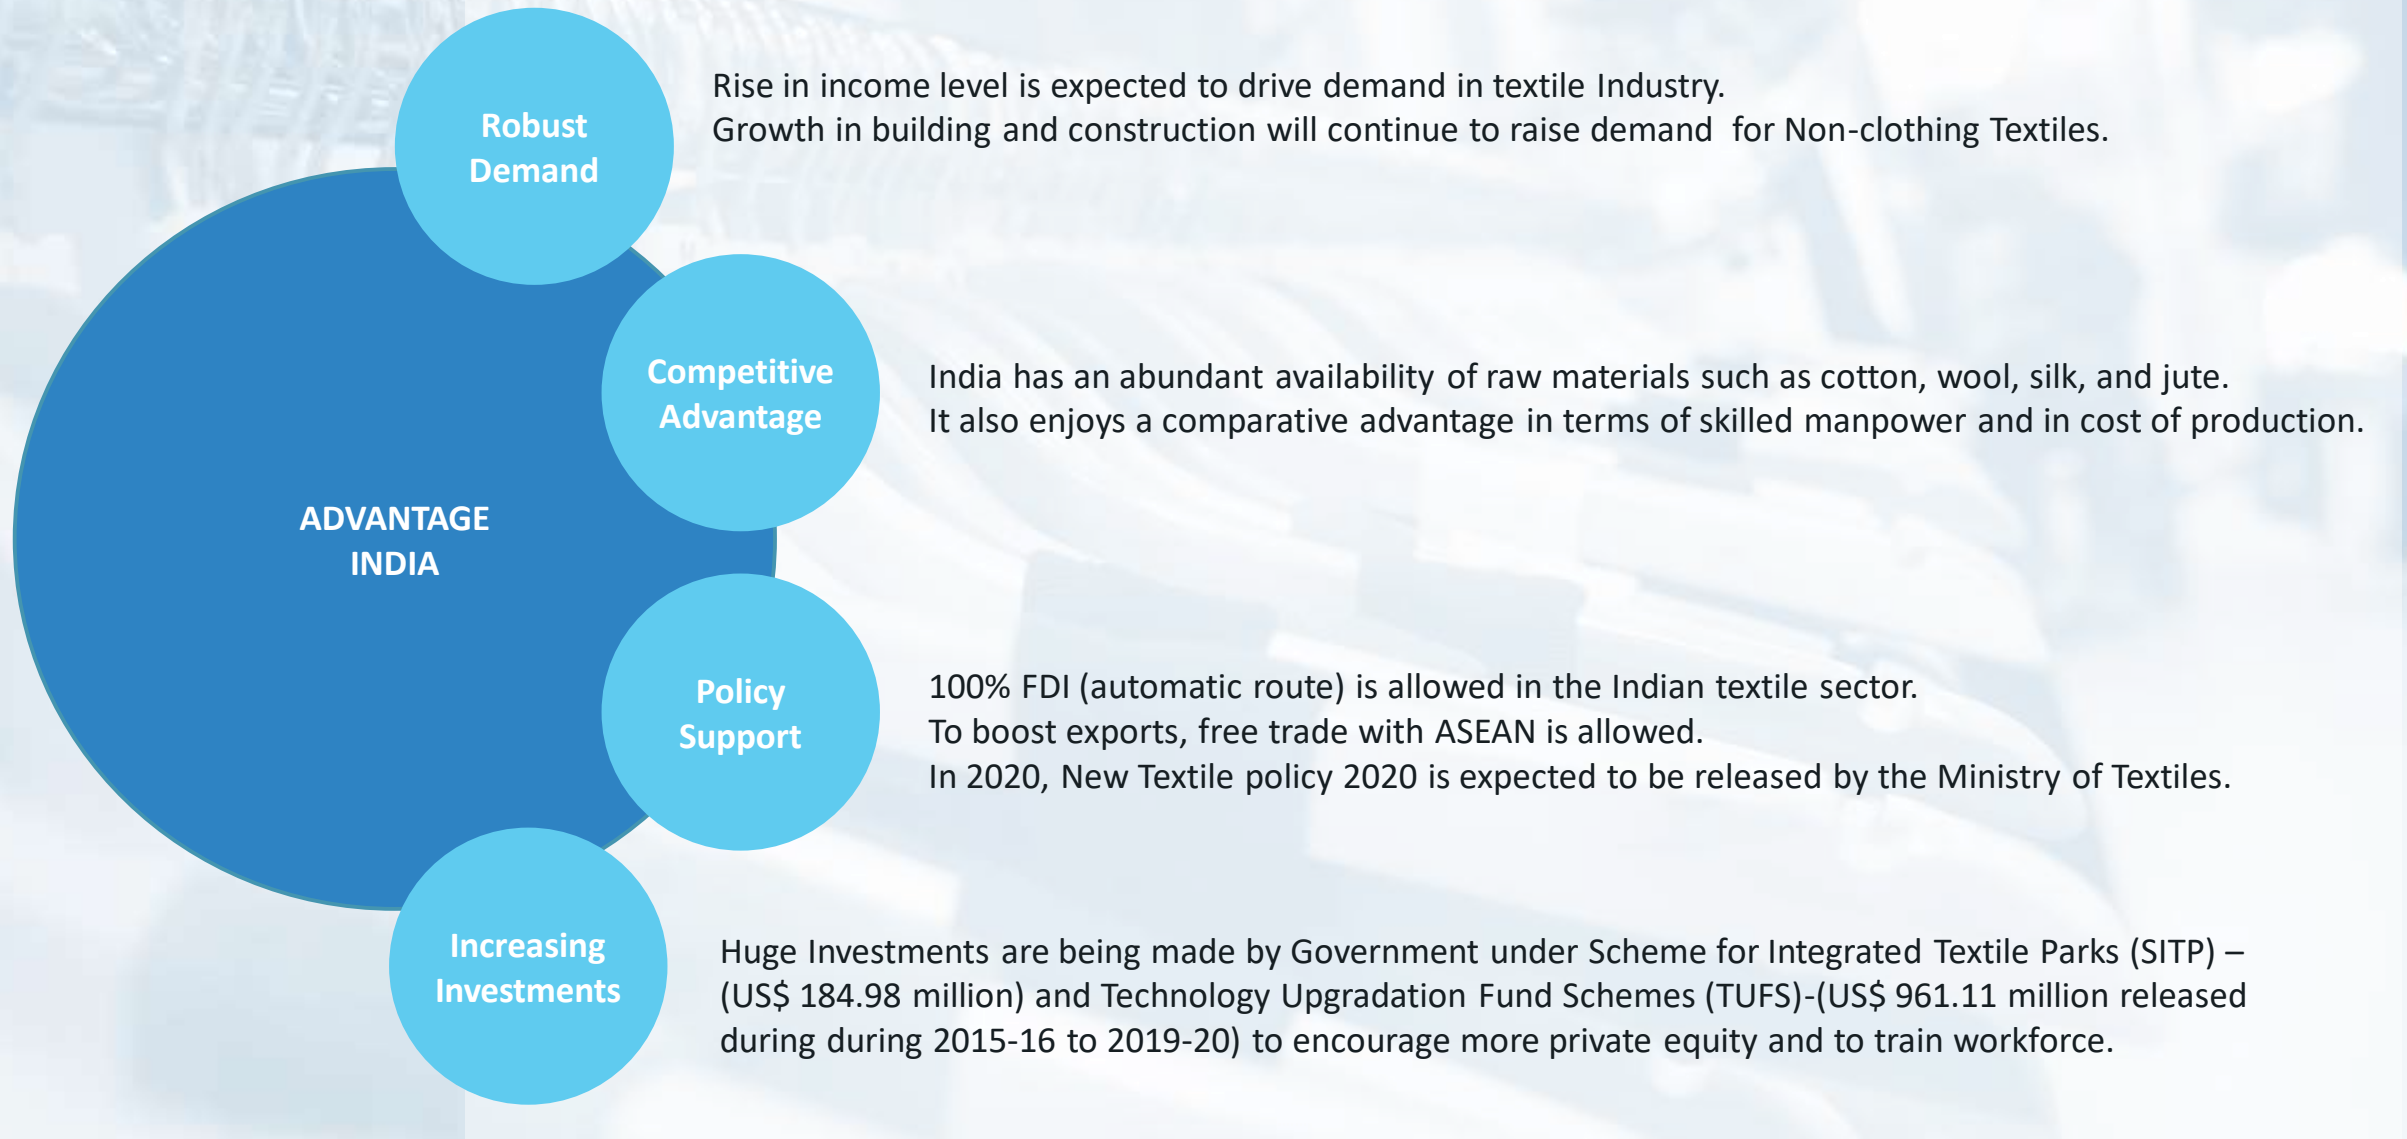 Robust
Demand
Rise in income level is expected to drive demand in textile Industry.
Growth in building and construction will continue to raise demand  for Non-clothing Textiles.
Competitive
Advantage
India has an abundant availability of raw materials such as cotton, wool, silk, and jute.
It also enjoys a comparative advantage in terms of skilled manpower and in cost of production.
ADVANTAGE
INDIA
Policy
Support
100% FDI (automatic route) is allowed in the Indian textile sector.
To boost exports, free trade with ASEAN is allowed.
In 2020, New Textile policy 2020 is expected to be released by the Ministry of Textiles.
Increasing
Investments
Huge Investments are being made by Government under Scheme for Integrated Textile Parks (SITP) –
(US$ 184.98 million) and Technology Upgradation Fund Schemes (TUFS)-(US$ 961.11 million released
during during 2015-16 to 2019-20) to encourage more private equity and to train workforce.